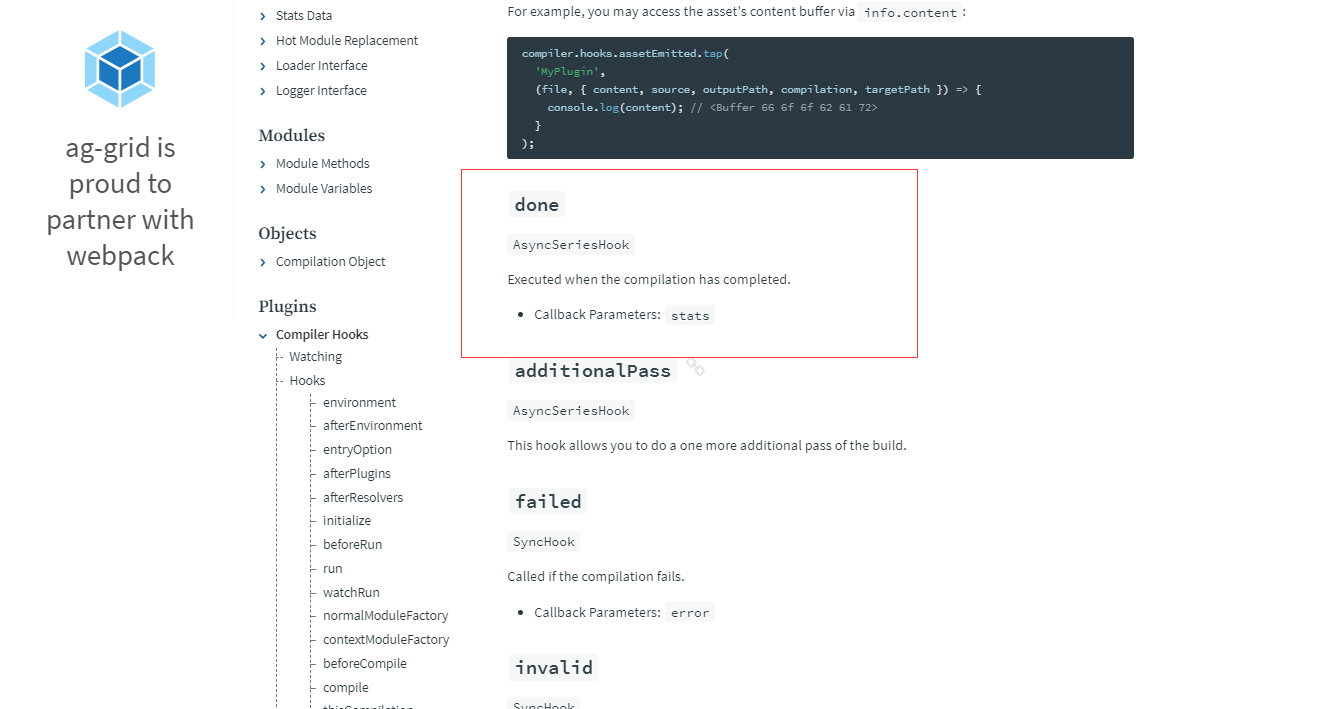 ag-grid is
proud to
partner with
webpack
Stats Data
Hot Module Replacement
Loader Interface
Logger Interface
Modules
Module Methods
Module Variables
Objects
Compilation Object
Plugins
Compiler Hooks
Watching
Hooks
environment
afterEnvironment
entryOption
afterPlugins
afterResolvers
initialize
beforeRun
run
watchRun
normalModuleFactory
contextModuleFactory
beforeCompile
compile
thisCompilation
For example, you may access the asset's content buffer via info.content:
compiler.hooks.assetEmitted.tap(
'MyPlugin',
(file, { content, source, outputPath, compilation, targetPath }) => {
console.log(content); // <Buffer 66 6f 6f 62 61 72>
}
);
done
AsyncSeriesHook
Executed when the compilation has completed.
Callback Parameters: stats
additionalPass
AsyncSeriesHook
This hook allows you to do a one more additional pass of the build.
failed
SyncHook
Called if the compilation fails.
Callback Parameters: error
invalid
SyncHook